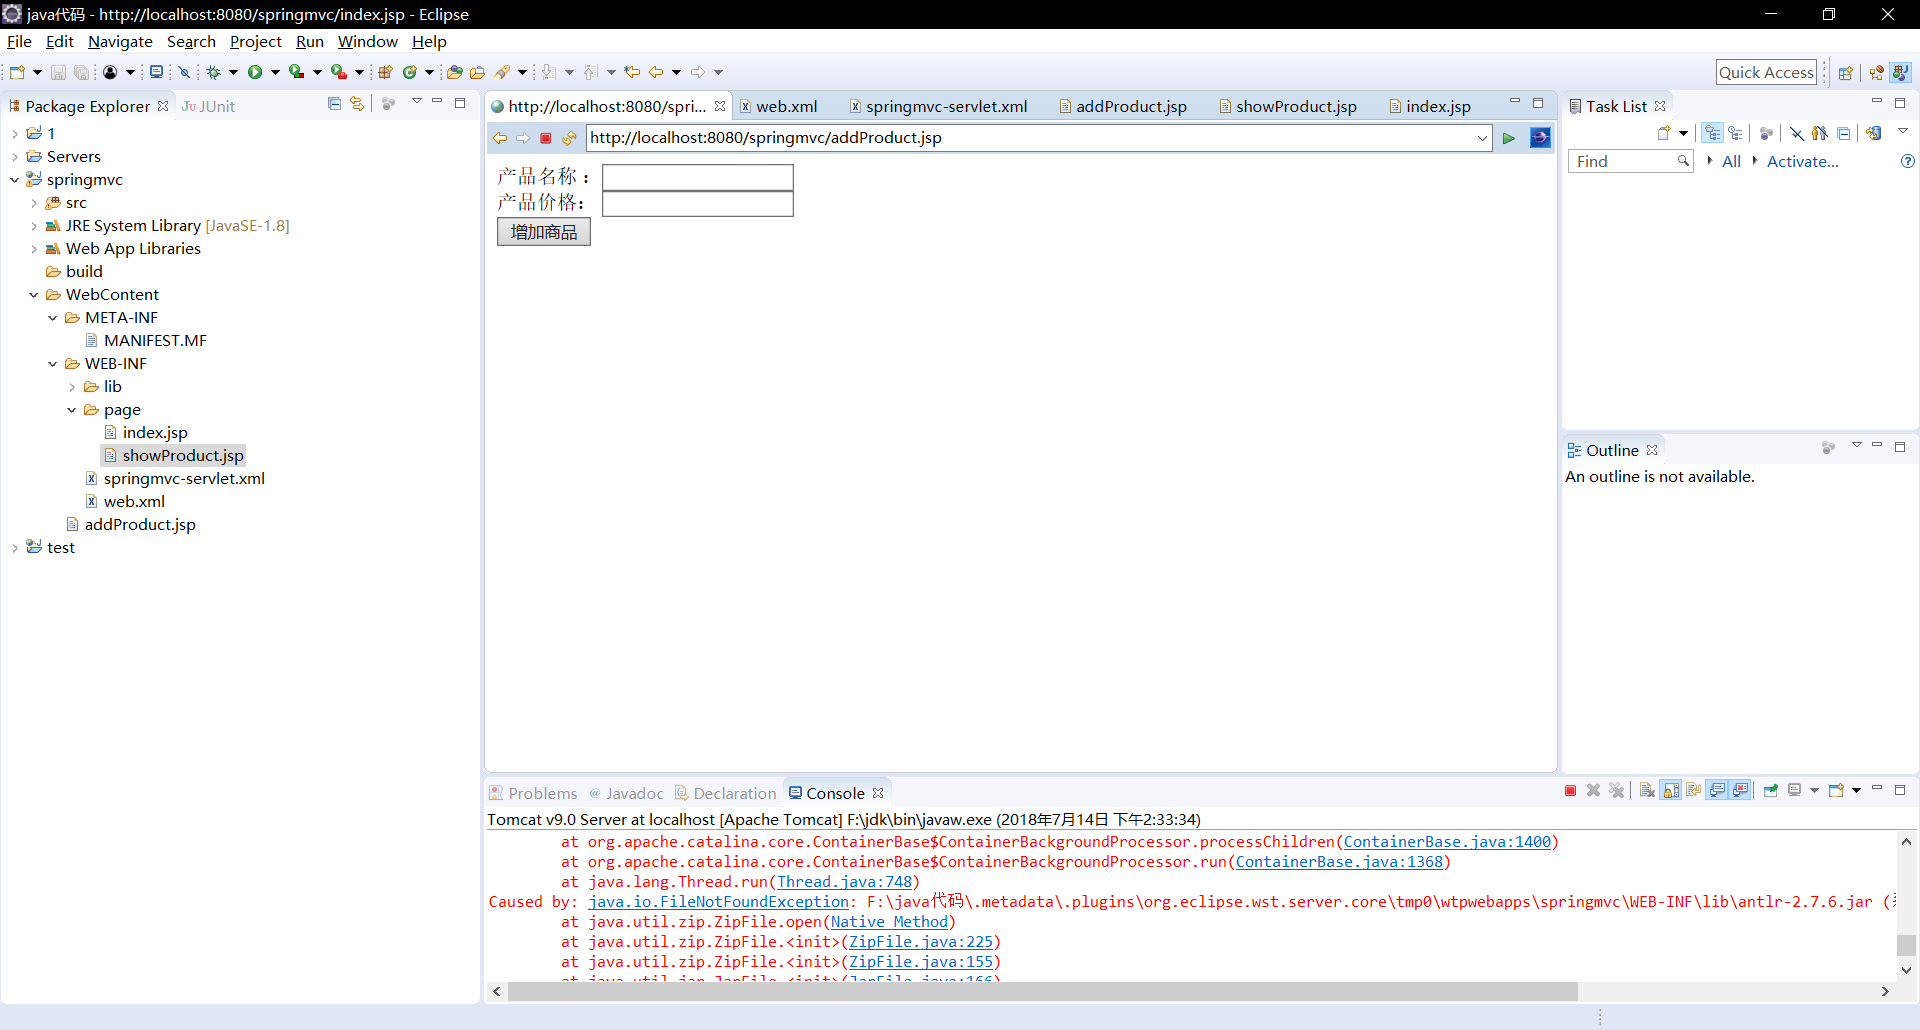 java代码 - http://localhost:8080/springmvc/index.jsp - Eclipse
File Edit Navigate Search Project Run Window Help
Quick Access
Package Explorer JUnit
1
Servers
springmvc
src
JRE System Library [JavaSE-1.8]
Web App Libraries
build
WebContent
META-INF
MANIFEST.MF
WEB-INF
lib
page
index.jsp
showProduct.jsp
springmvc-servlet.xml
web.xml
addProduct.jsp
test
http://localhost:8080/spri... web.xml springmvc-servlet.xml addProduct.jsp showProduct.jsp index.jsp
http://localhost:8080/springmvc/addProduct.jsp
产品名称：
产品价格：
增加商品
Task List
Find All Activate...
Outline
An outline is not available.
Problems @ Javadoc Declaration Console
Tomcat v9.0 Server at localhost [Apache Tomcat] F:\jdk\bin\javaw.exe (2018年7月14日 下午2:33:34)
at org.apache.catalina.core.ContainerBase$ContainerBackgroundProcessor.processChildren(ContainerBase.java:1400)
at org.apache.catalina.core.ContainerBase$ContainerBackgroundProcessor.run(ContainerBase.java:1368)
at java.lang.Thread.run(Thread.java:748)
Caused by: java.io.FileNotFoundException: F:\java代码\.metadata\.plugins\org.eclipse.wst.server.core\tmp0\wtpwebapps\springmvc\WEB-INF\lib\antlr-2.7.6.jar (
at java.util.zip.ZipFile.open(Native Method)
at java.util.zip.ZipFile.<init>(ZipFile.java:225)
at java.util.zip.ZipFile.<init>(ZipFile.java:155)
at java.util.jar.JarFile.<init>(JarFile.java:166)